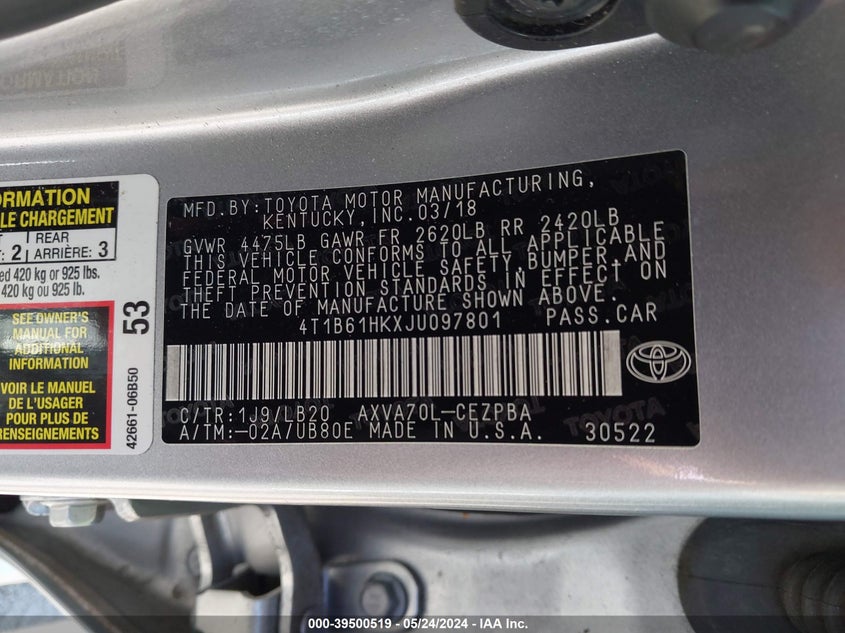 ORMATION
LE CHARGEMENT
REAR
2 ARRIÈRE: 3
ed 420 kg or 925 lbs.
420 kg ou 925 lb.
SEE OWNER'S
MANUAL FOR
ADDITIONAL
INFORMATION
VOIR LE MANUEL
DE L'USAGER
POUR PLUS DE
RENSEIGNEMENTS
53
42661-06B50
MFD.BY:TOYOTA MOTOR MANUFACTURING,
KENTUCKY,INC.03/18
GVWR 4475LB GAWR FR 2620LB RR 2420LB
THIS VEHICLE CONFORMS TO ALL APPLICABLE
FEDERAL MOTOR VEHICLE SAFETY,BUMPER,AND
THEFT PREVENTION STANDARDS IN EFFECT ON
THE DATE OF MANUFACTURE SHOWN ABOVE.
4T1B61HKXJU097801 PASS.CAR
C/TR:1J9/LB20 AXVA70L-CEZPBA
A/TM:-02A/UB80E MADE IN U.S.A. 30522
000-39500519 - 05/24/2024 - IAA Inc.